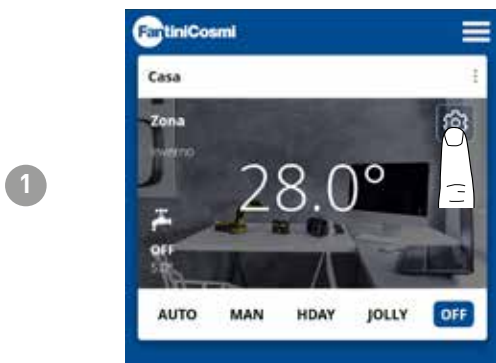 FantiniCosmi
Casa
Zona
inverno
28.0°
1
OFF
AUTO MAN HDAY JOLLY OFF